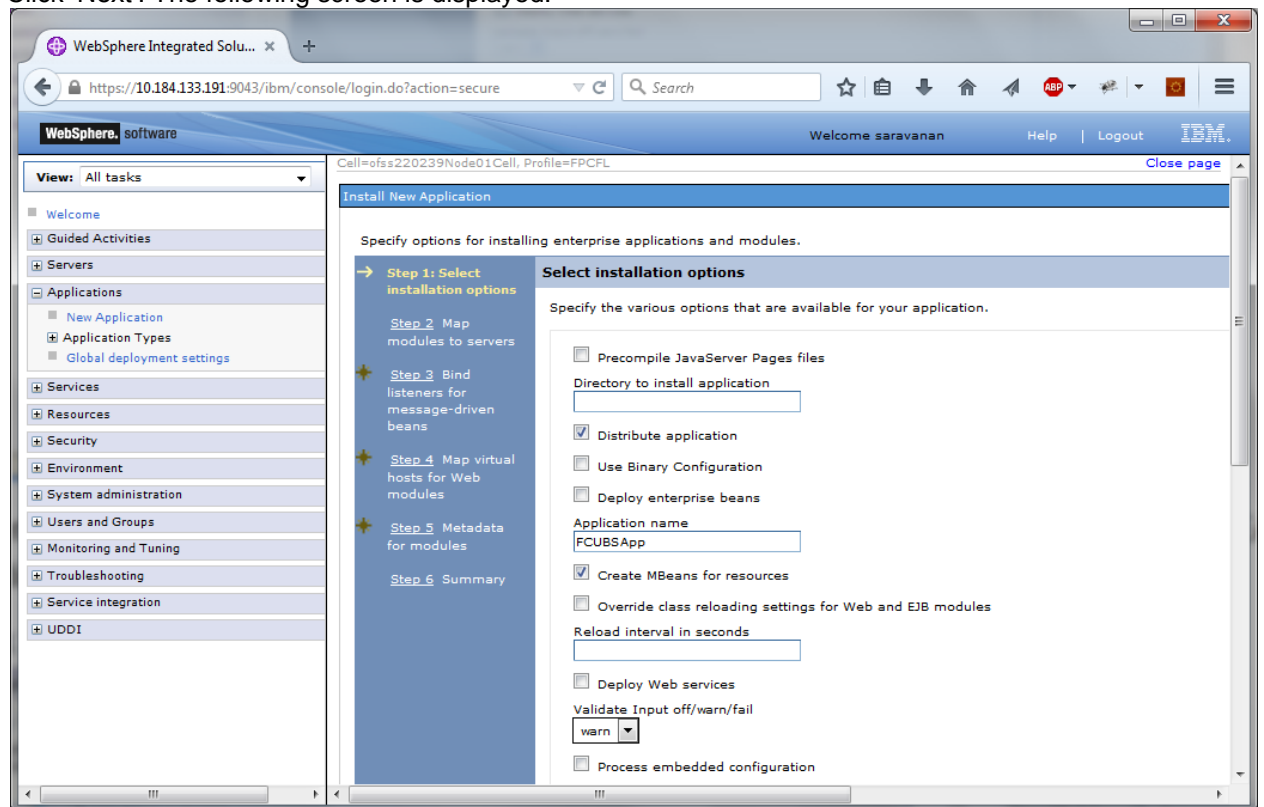 Click 'Next'. The following screen is displayed.
WebSphere Integrated Solu... × +
https://10.184.133.191:9043/ibm/console/login.do?action=secure
Search
ABP
WebSphere. software
Welcome saravanan
Help | Logout
IBM.
View: All tasks
Welcome
Guided Activities
Servers
Applications
New Application
Application Types
Global deployment settings
Services
Resources
Security
Environment
System administration
Users and Groups
Monitoring and Tuning
Troubleshooting
Service integration
UDDI
Cell=ofss220239Node01Cell, Profile=FPCFL
Close page
Install New Application
Specify options for installing enterprise applications and modules.
Step 1: Select
installation options
Step 2 Map
modules to servers
Step 3 Bind
listeners for
message-driven
beans
Step 4 Map virtual
hosts for Web
modules
Step 5 Metadata
for modules
Step 6 Summary
Select installation options
Specify the various options that are available for your application.
Precompile JavaServer Pages files
Directory to install application
Distribute application
Use Binary Configuration
Deploy enterprise beans
Application name
FCUBSApp
Create MBeans for resources
Override class reloading settings for Web and EJB modules
Reload interval in seconds
Deploy Web services
Validate Input off/warn/fail
warn
Process embedded configuration